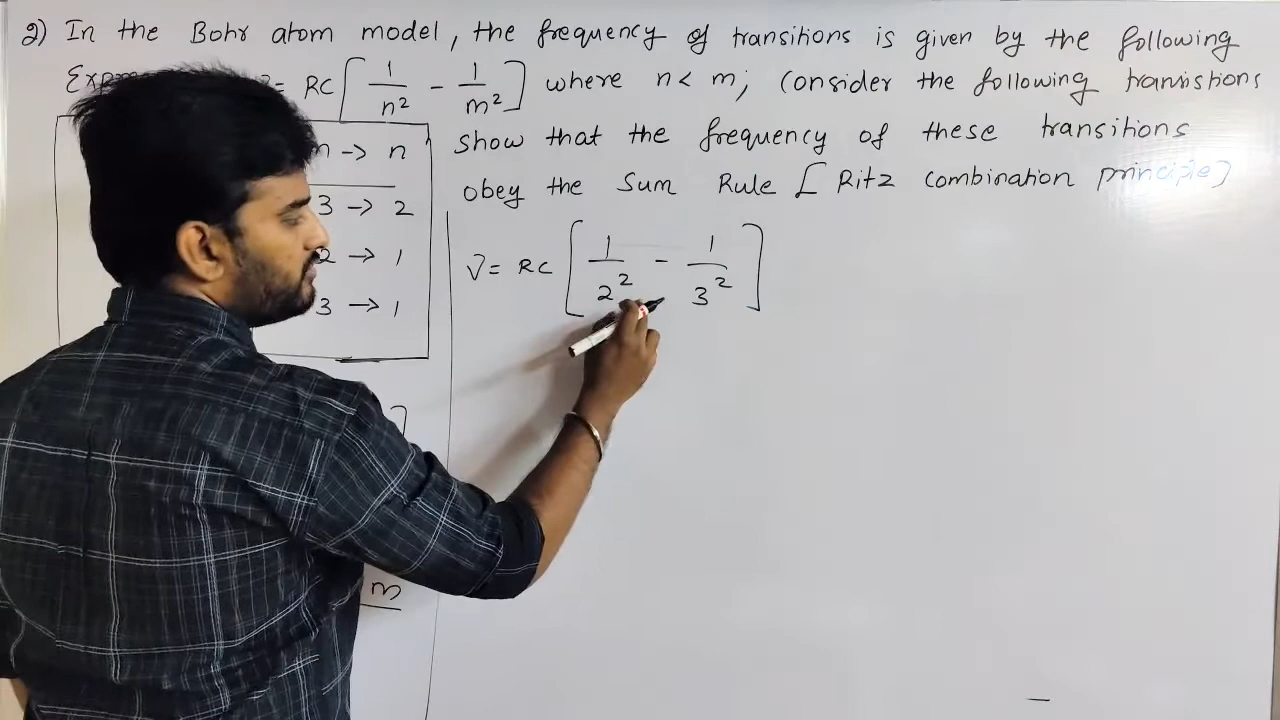 2) In the Bohr atom model, the frequency of transitions is given by the following
= RC [ 1/n² - 1/m² ] where n < m; Consider the following
m → n
3 → 2
2 → 1
3 → 1
show that the frequency of these transitions
obey the Sum Rule [ Ritz combination principle ]
ν = RC [ 1/2² - 1/3² ]
m